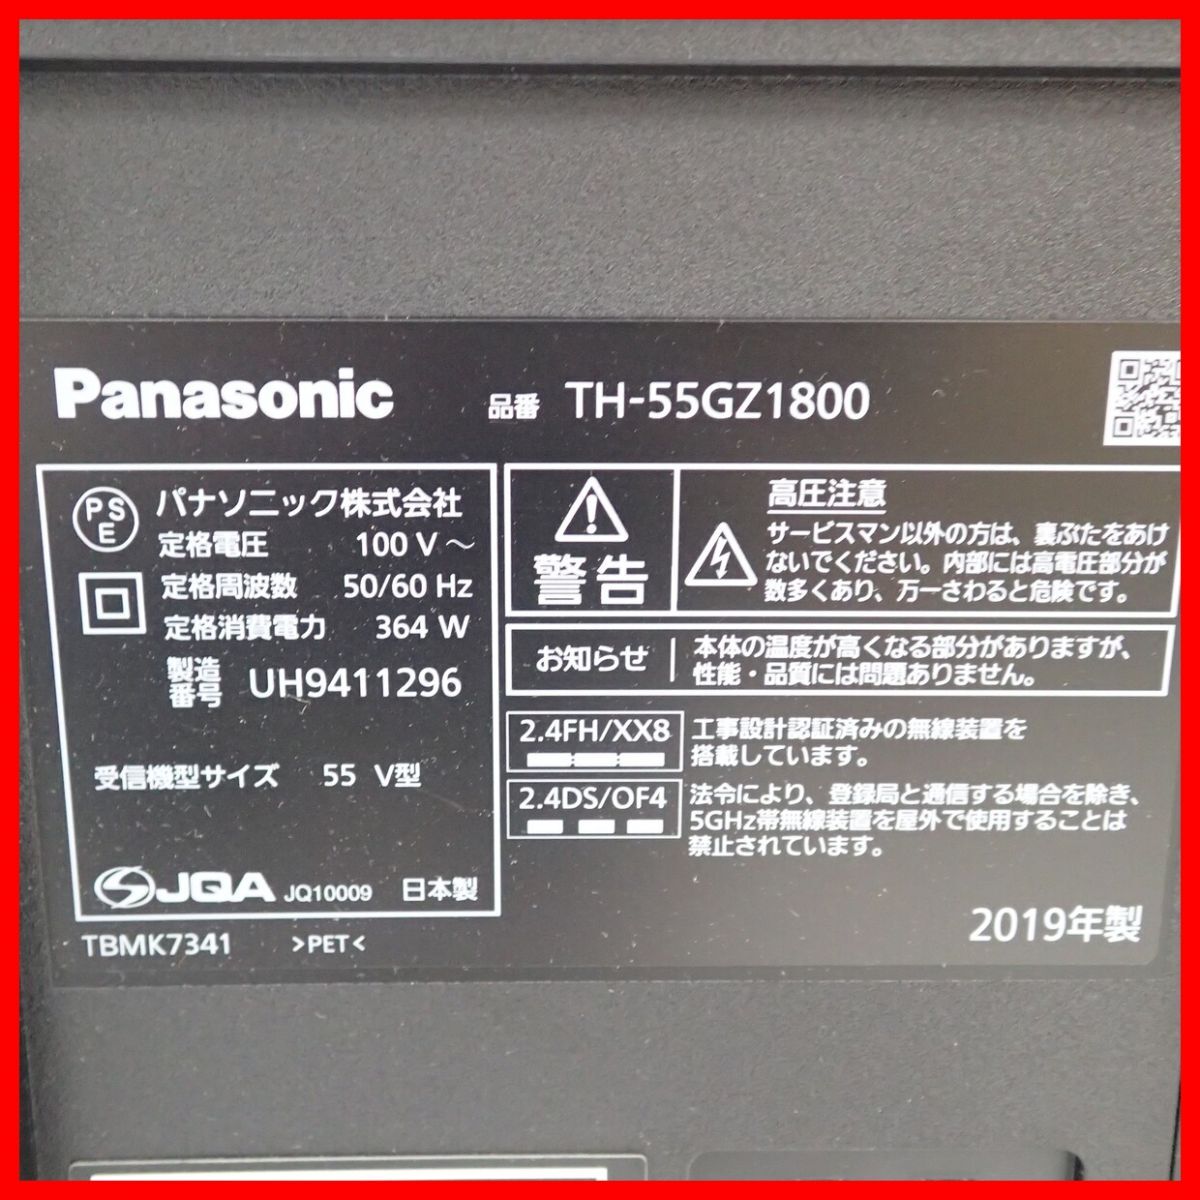 Panasonic 品番 TH-55GZ1800
PS
E
パナソニック株式会社
定格電圧 100 V ～
定格周波数 50/60 Hz
定格消費電力 364 W
製造
番号 UH9411296
受信機型サイズ 55 V型
JQA JQ10009 日本製
TBMK7341 >PET<
警告
高圧注意
サービスマン以外の方は、裏ぶたをあけ
ないでください。内部には高電圧部分が
数多くあり、万一さわると危険です。
お知らせ
本体の温度が高くなる部分がありますが、
性能・品質には問題ありません。
2.4FH/XX8
工事設計認証済みの無線装置を
搭載しています。
2.4DS/OF4
法令により、登録局と通信する場合を除き、
5GHz帯無線装置を屋外で使用することは
禁止されています。
2019年製